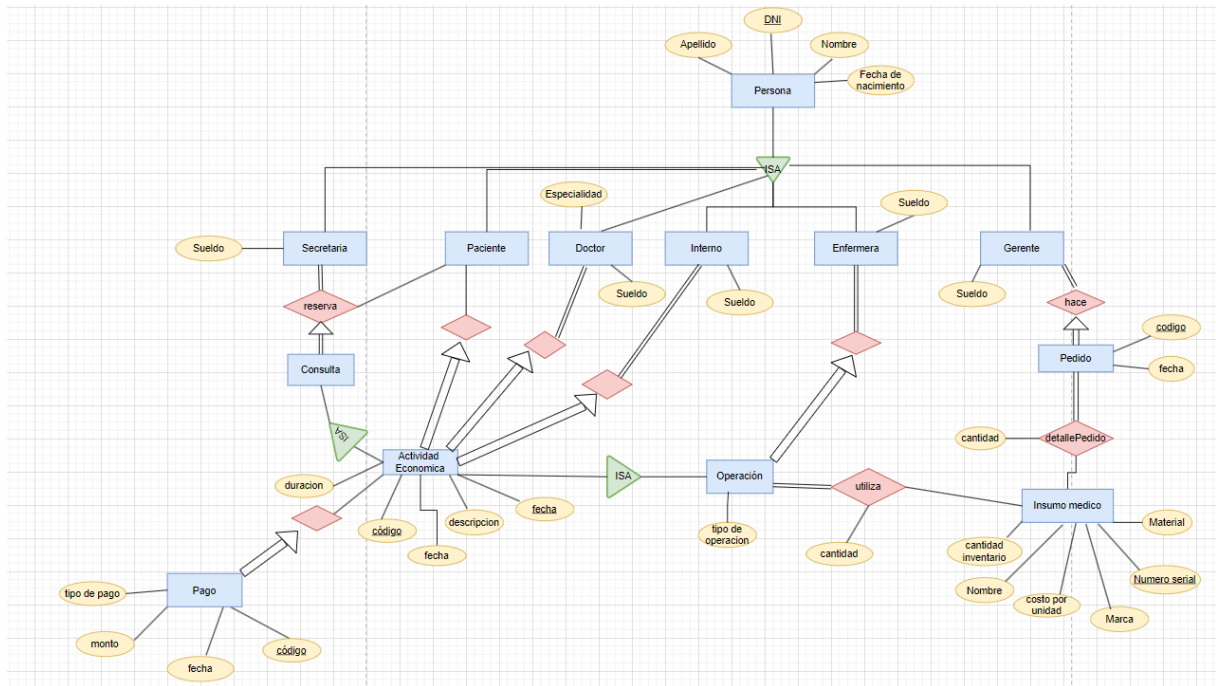 DNI
Apellido
Nombre
Fecha de
nacimiento
Persona
ISA
Especialidad
Sueldo
Sueldo
Secretaria
Paciente
Doctor
Interno
Enfermera
Gerente
Sueldo
Sueldo
Sueldo
reserva
hace
codigo
Pedido
fecha
Consulta
ISA
cantidad
detallePedido
Actividad
Economica
ISA
Operación
utiliza
duracion
Insumo medico
código
descripcion
fecha
fecha
tipo de
operacion
cantidad
cantidad
inventario
Material
Nombre
costo por
unidad
Marca
Numero serial
tipo de pago
Pago
monto
fecha
código